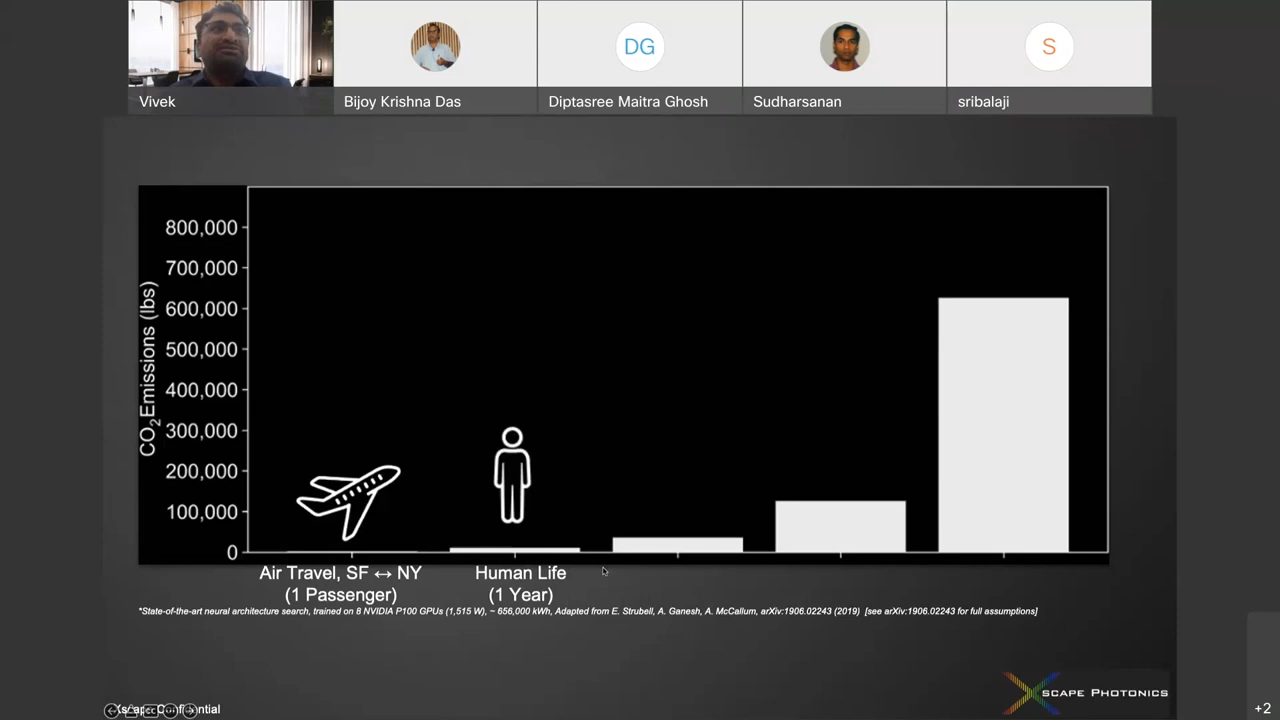 Vivek
Bijoy Krishna Das
DG
Diptasree Maitra Ghosh
Sudharsanan
S
sribalaji
CO2 Emissions (lbs)
800,000
700,000
600,000
500,000
400,000
300,000
200,000
100,000
0
Air Travel, SF ↔ NY
(1 Passenger)
Human Life
(1 Year)
*State-of-the-art neural architecture search, trained on 8 NVIDIA P100 GPUs (1,515 W), ~ 656,000 kWh, Adapted from E. Strubell, A. Ganesh, A. McCallum, arXiv:1906.02243 (2019) [see arXiv:1906.02243 for full assumptions]
XSCAPE PHOTONICS
Xscape Confidential
+2